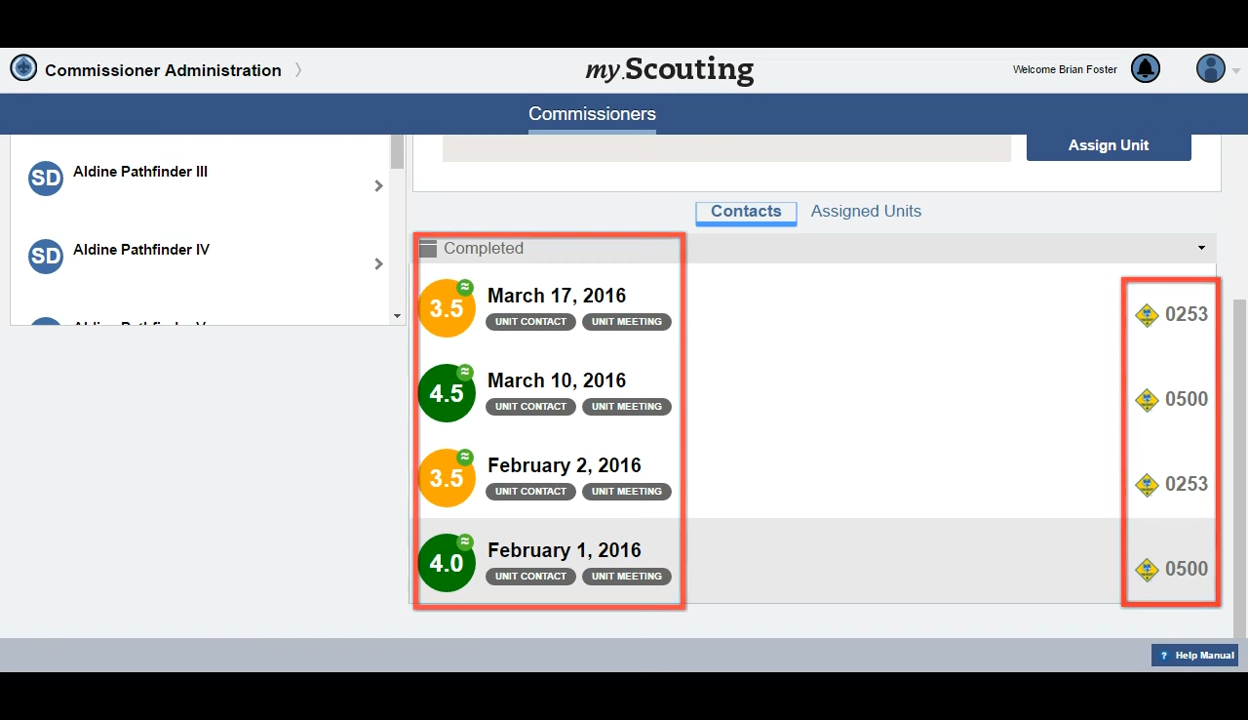 Commissioner Administration
my.Scouting
Welcome Brian Foster
Commissioners
SD
Aldine Pathfinder III
SD
Aldine Pathfinder IV
Assign Unit
Contacts
Assigned Units
Completed
3.5
March 17, 2016
UNIT CONTACT
UNIT MEETING
0253
4.5
March 10, 2016
UNIT CONTACT
UNIT MEETING
0500
3.5
February 2, 2016
UNIT CONTACT
UNIT MEETING
0253
4.0
February 1, 2016
UNIT CONTACT
UNIT MEETING
0500
? Help Manual